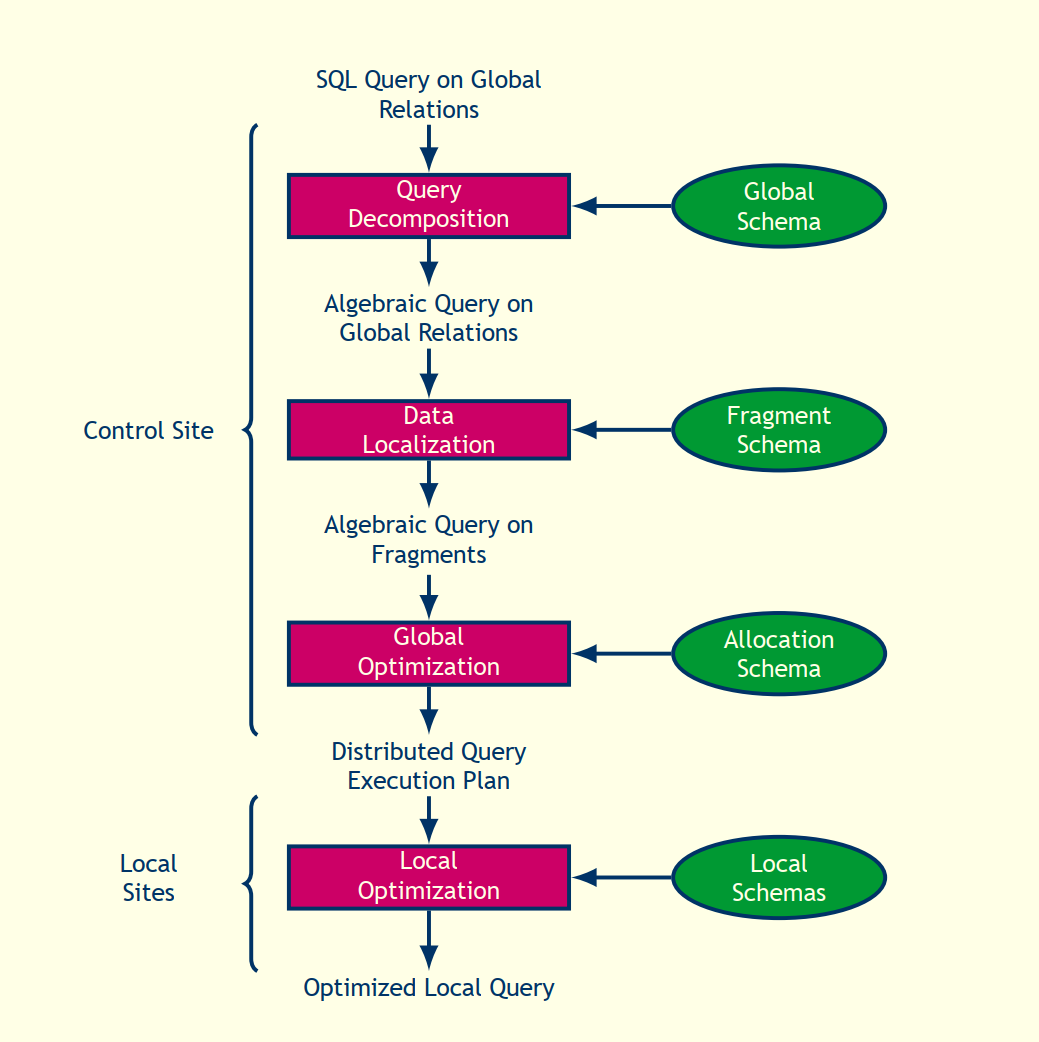 SQL Query on Global
Relations
Query
Decomposition
Global
Schema
Algebraic Query on
Global Relations
Control Site
Data
Localization
Fragment
Schema
Algebraic Query on
Fragments
Global
Optimization
Allocation
Schema
Distributed Query
Execution Plan
Local
Sites
Local
Optimization
Local
Schemas
Optimized Local Query